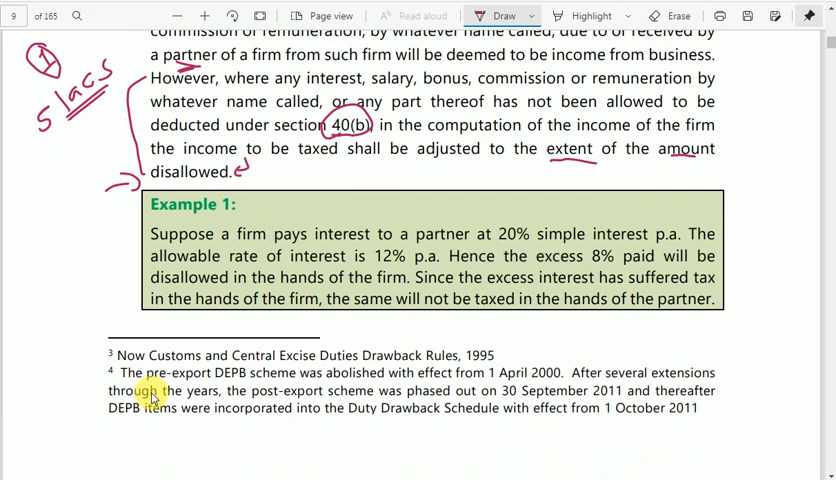 9 of 165 Page view Read aloud Draw Highlight Erase
commission or remuneration, by whatever name called, due to or received by
a partner of a firm from such firm will be deemed to be income from business.
However, where any interest, salary, bonus, commission or remuneration by
whatever name called, or any part thereof has not been allowed to be
deducted under section 40(b), in the computation of the income of the firm
the income to be taxed shall be adjusted to the extent of the amount
disallowed.
1
5 lacs
Example 1:
Suppose a firm pays interest to a partner at 20% simple interest p.a. The
allowable rate of interest is 12% p.a. Hence the excess 8% paid will be
disallowed in the hands of the firm. Since the excess interest has suffered tax
in the hands of the firm, the same will not be taxed in the hands of the partner.
3 Now Customs and Central Excise Duties Drawback Rules, 1995
4 The pre-export DEPB scheme was abolished with effect from 1 April 2000. After several extensions
through the years, the post-export scheme was phased out on 30 September 2011 and thereafter
DEPB items were incorporated into the Duty Drawback Schedule with effect from 1 October 2011